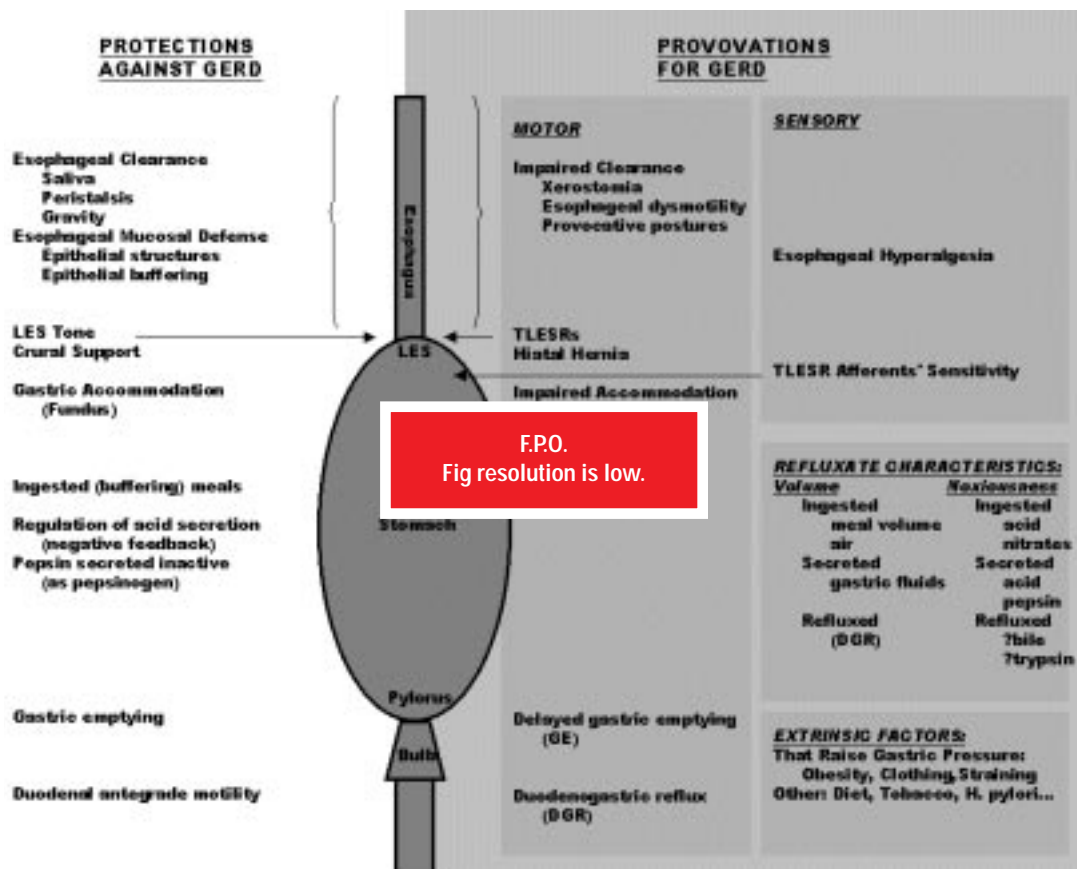 PROTECTIONS
AGAINST GERD
Esophageal Clearance
Saliva
Peristalsis
Gravity
Esophageal Mucosal Defense
Epithelial structures
Epithelial buffering
LES Tone
Crural Support
Gastric Accommodation
(Fundus)
Ingested (buffering) meals
Regulation of acid secretion
(negative feedback)
Pepsin secreted inactive
(as pepsinogen)
Gastric emptying
Duodenal antegrade motility
Esophagus
LES
Stomach
Pylorus
Bulb
F.P.O.
Fig resolution is low.
PROVOVATIONS
FOR GERD
MOTOR
Impaired Clearance
Xerostomia
Esophageal dysmotility
Provocative postures
TLESRs
Hiatal Hernia
Impaired Accommodation
Delayed gastric emptying
(GE)
Duodenogastric reflux
(DGR)
SENSORY
Esophageal Hyperalgesia
TLESR Afferents' Sensitivity
REFLUXATE CHARACTERISTICS:
Volume Noxiousness
Ingested Ingested
meal volume acid
air nitrates
Secreted Secreted
gastric fluids acid
pepsin
Refluxed Refluxed
(DGR) ?bile
?trypsin
EXTRINSIC FACTORS:
That Raise Gastric Pressure:
Obesity, Clothing, Straining
Other: Diet, Tobacco, H. pylori...